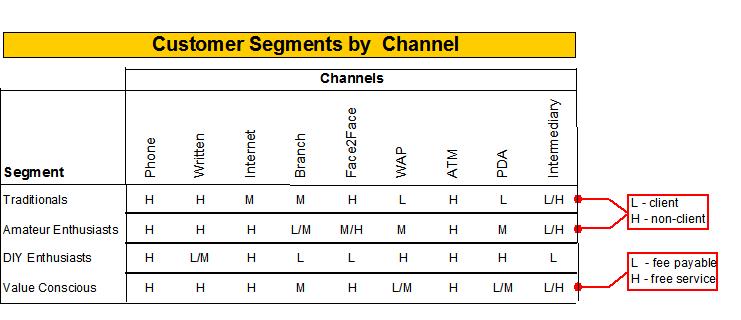 Customer Segments by Channel
Channels
Segment Phone Written Internet Branch Face2Face WAP ATM PDA Intermediary
Traditionals H H M M H L H L L/H
L - client
H - non-client
Amateur Enthusiasts H H H L/M M/H M H M L/H
DIY Enthusiasts H L/M H L L H H H L
L - fee payable
H - free service
Value Conscious H H H M H L/M H L/M L/H